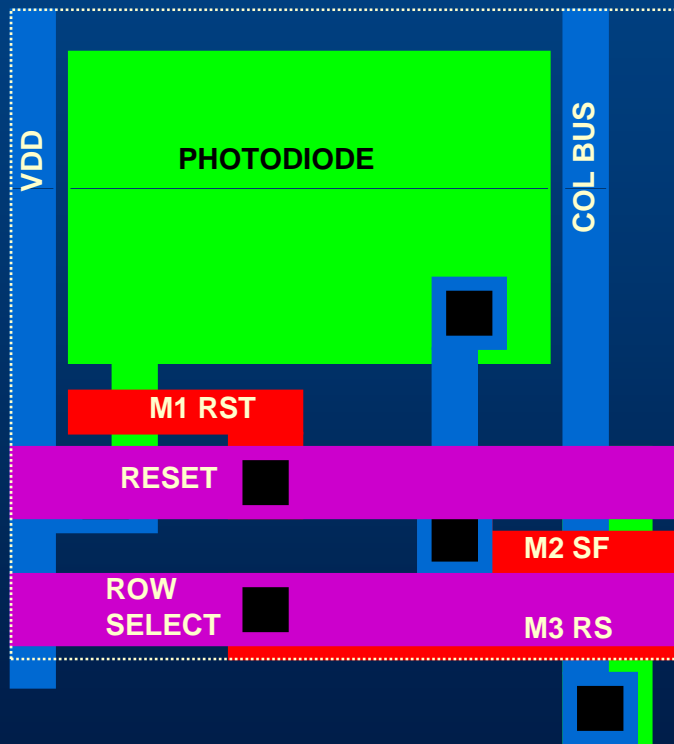 VDD
PHOTODIODE
COL BUS
M1 RST
RESET
M2 SF
ROW
SELECT
M3 RS